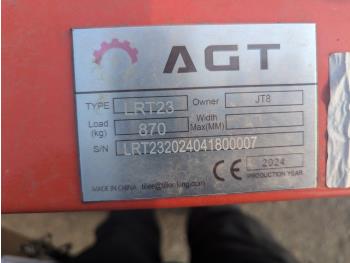 AGT
TYPE LRT23 Owner JT8
Load (kg) 870 Width Max(MM)
S/N LRT232024041800007
CE 2024
MADE IN CHINA PRODUCTION YEAR